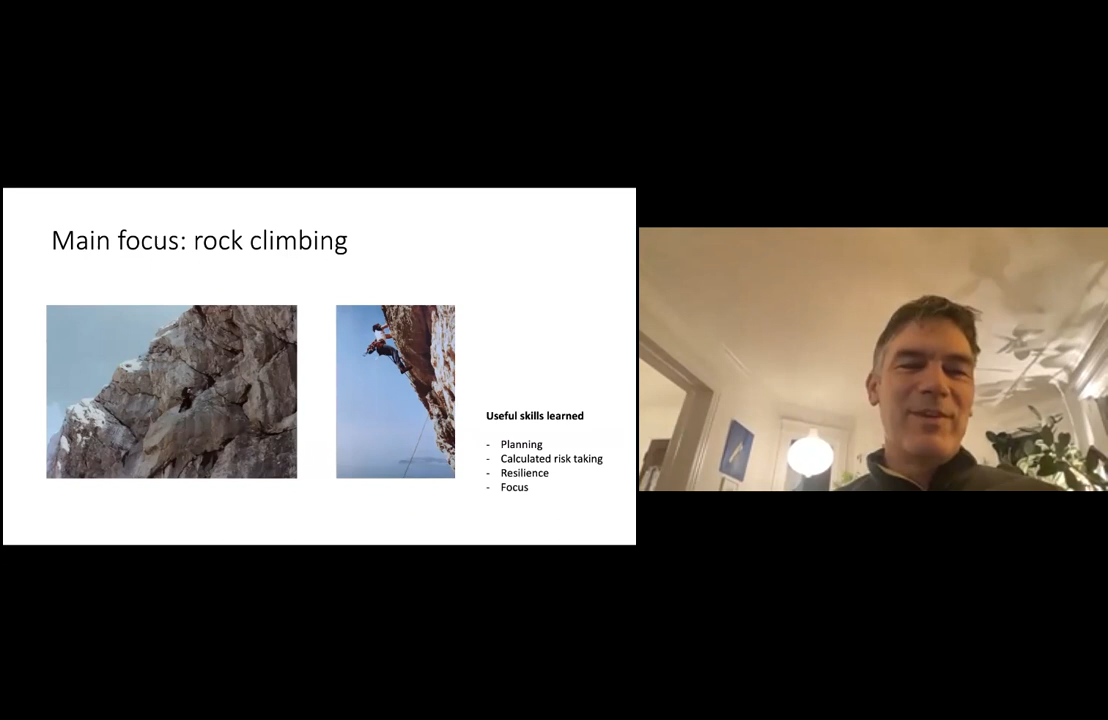 Main focus: rock climbing
Useful skills learned
- Planning
- Calculated risk taking
- Resilience
- Focus